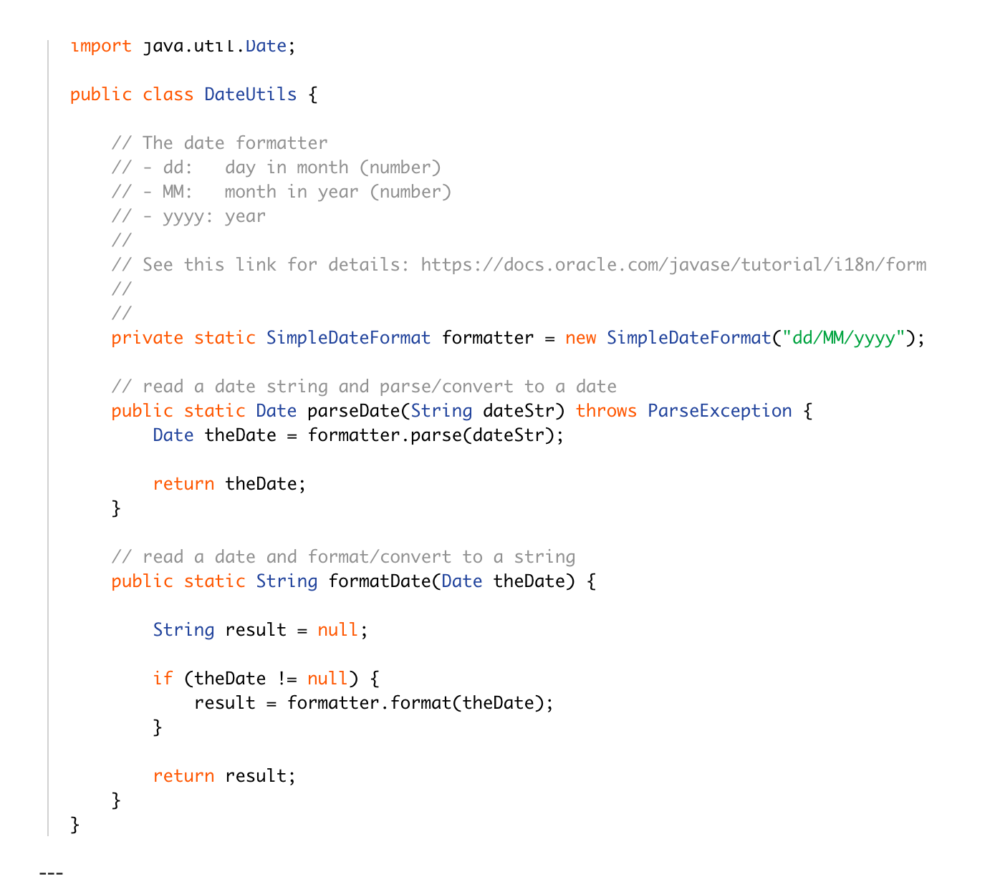 import java.util.Date;
public class DateUtils {
// The date formatter
// - dd:   day in month (number)
// - MM:   month in year (number)
// - yyyy: year
//
// See this link for details: https://docs.oracle.com/javase/tutorial/i18n/form
//
//
private static SimpleDateFormat formatter = new SimpleDateFormat("dd/MM/yyyy");
// read a date string and parse/convert to a date
public static Date parseDate(String dateStr) throws ParseException {
Date theDate = formatter.parse(dateStr);
return theDate;
}
// read a date and format/convert to a string
public static String formatDate(Date theDate) {
String result = null;
if (theDate != null) {
result = formatter.format(theDate);
}
return result;
}
}
---